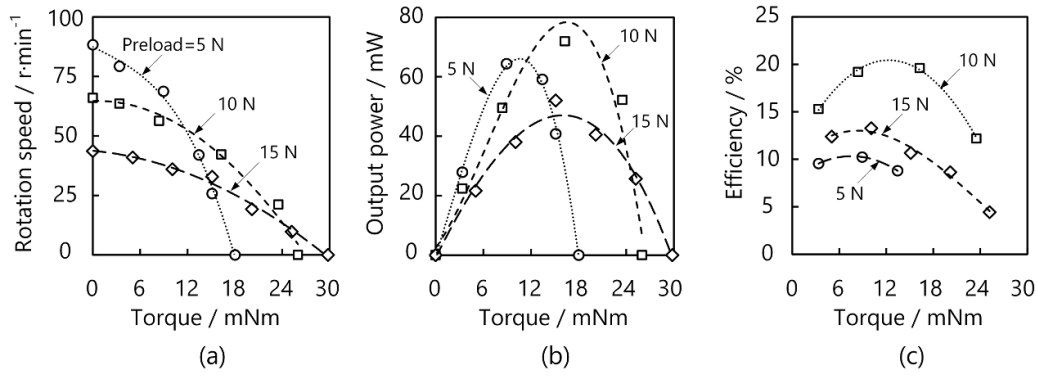 Rotation speed / r·min⁻¹
100
75
50
25
0
Preload=5 N
10 N
15 N
0 6 12 18 24 30
Torque / mNm
(a)
Output power / mW
80
60
40
20
0
5 N
10 N
15 N
0 6 12 18 24 30
Torque / mNm
(b)
Efficiency / %
25
20
15
10
5
0
10 N
15 N
5 N
0 6 12 18 24 30
Torque / mNm
(c)